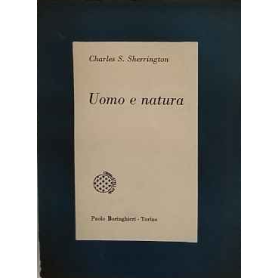 Charles S. Sherrington
Uomo e natura
Paolo Boringhieri - Torino